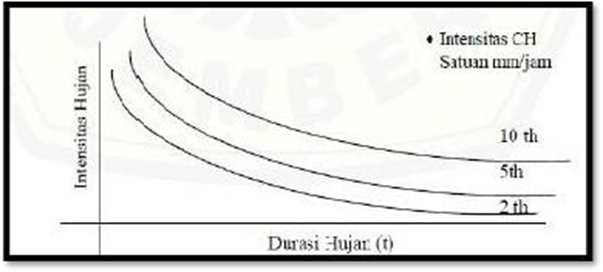 • Intensitas CH
Satuan mm/jam
Intensitas Hujan
10 th
5th
2 th
Durasi Hujan (t)